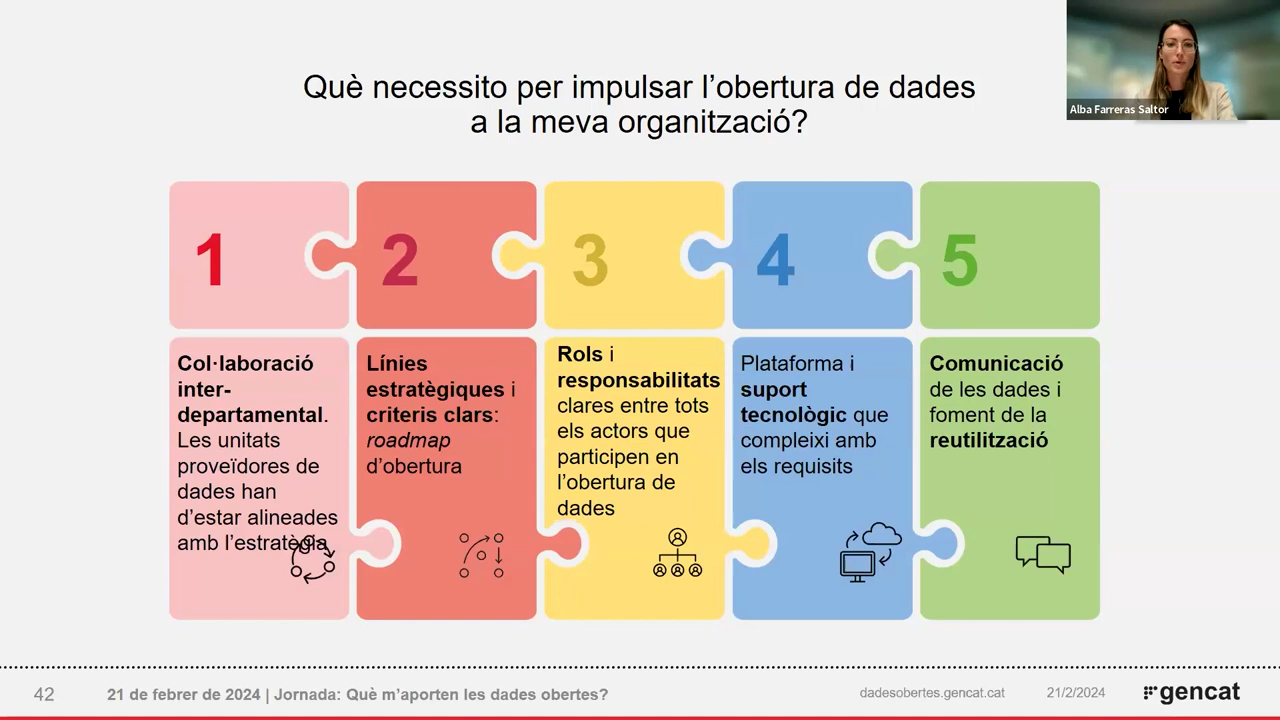 Alba Farreras Saltor
Què necessito per impulsar l’obertura de dades
a la meva organització?
1
2
3
4
5
Col·laboració
inter-
departamental.
Les unitats
proveïdores de
dades han
d’estar alineades
amb l’estratègia
Línies
estratègiques i
criteris clars:
roadmap
d’obertura
Rols i
responsabilitats
clares entre tots
els actors que
participen en
l’obertura de
dades
Plataforma i
suport
tecnològic que
compleixi amb
els requisits
Comunicació
de les dades i
foment de la
reutilització
42
21 de febrer de 2024 | Jornada: Què m’aporten les dades obertes?
dadesobertes.gencat.cat
21/2/2024
gencat